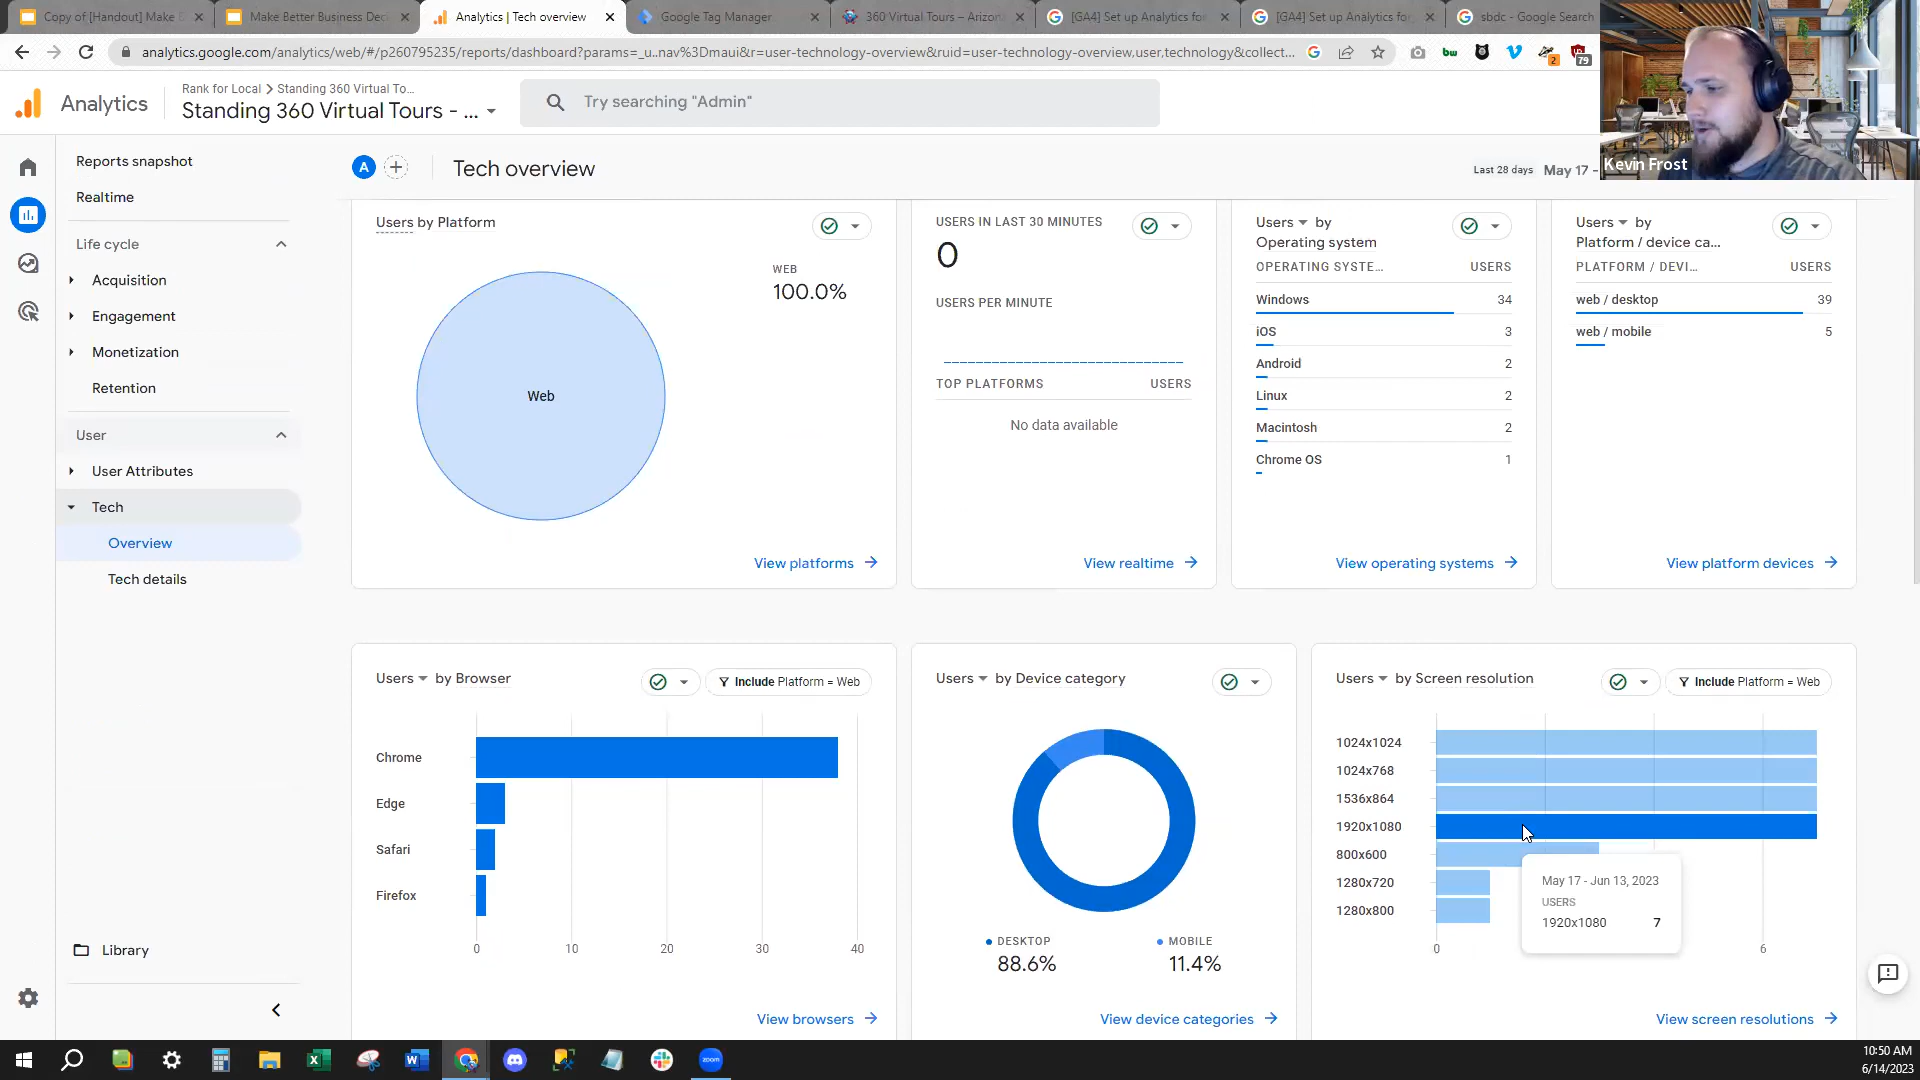 Copy of [Handout] Make
Make Better Business Dec
Analytics | Tech overview
Google Tag Manager
360 Virtual Tours – Arizon
[GA4] Set up Analytics for
[GA4] Set up Analytics for
sbdc - Google Search
analytics.google.com/analytics/web/#/p260795235/reports/dashboard?params=_u..nav%3Dmaui&r=user-technology-overview&ruid=user-technology-overview,user,technology&collect...
bw
2
79
Analytics
Rank for Local > Standing 360 Virtual To...
Standing 360 Virtual Tours - ...
Try searching "Admin"
Kevin Frost
Reports snapshot
Realtime
Life cycle
Acquisition
Engagement
Monetization
Retention
User
User Attributes
Tech
Overview
Tech details
Library
A
Tech overview
Last 28 days
May 17 -
Users by Platform
WEB
100.0%
Web
View platforms
USERS IN LAST 30 MINUTES
0
USERS PER MINUTE
TOP PLATFORMS USERS
No data available
View realtime
Users by
Operating system
OPERATING SYSTE... USERS
Windows 34
iOS 3
Android 2
Linux 2
Macintosh 2
Chrome OS 1
View operating systems
Users by
Platform / device ca...
PLATFORM / DEVI... USERS
web / desktop 39
web / mobile 5
View platform devices
Users by Browser
Include Platform = Web
Chrome
Edge
Safari
Firefox
0 10 20 30 40
View browsers
Users by Device category
DESKTOP
88.6%
MOBILE
11.4%
View device categories
Users by Screen resolution
Include Platform = Web
1024x1024
1024x768
1536x864
1920x1080
800x600
1280x720
1280x800
0 6
May 17 - Jun 13, 2023
USERS
1920x1080 7
View screen resolutions
zoom
10:50 AM
6/14/2023